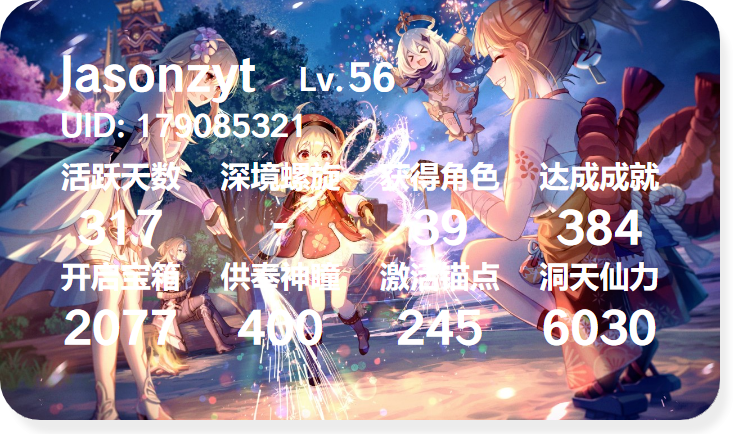 Jasonzyt Lv.56
UID: 179085321
活跃天数 深境螺旋 获得角色 达成成就
317 - 39 384
开启宝箱 供奉神瞳 激活锚点 洞天仙力
2077 400 245 6030